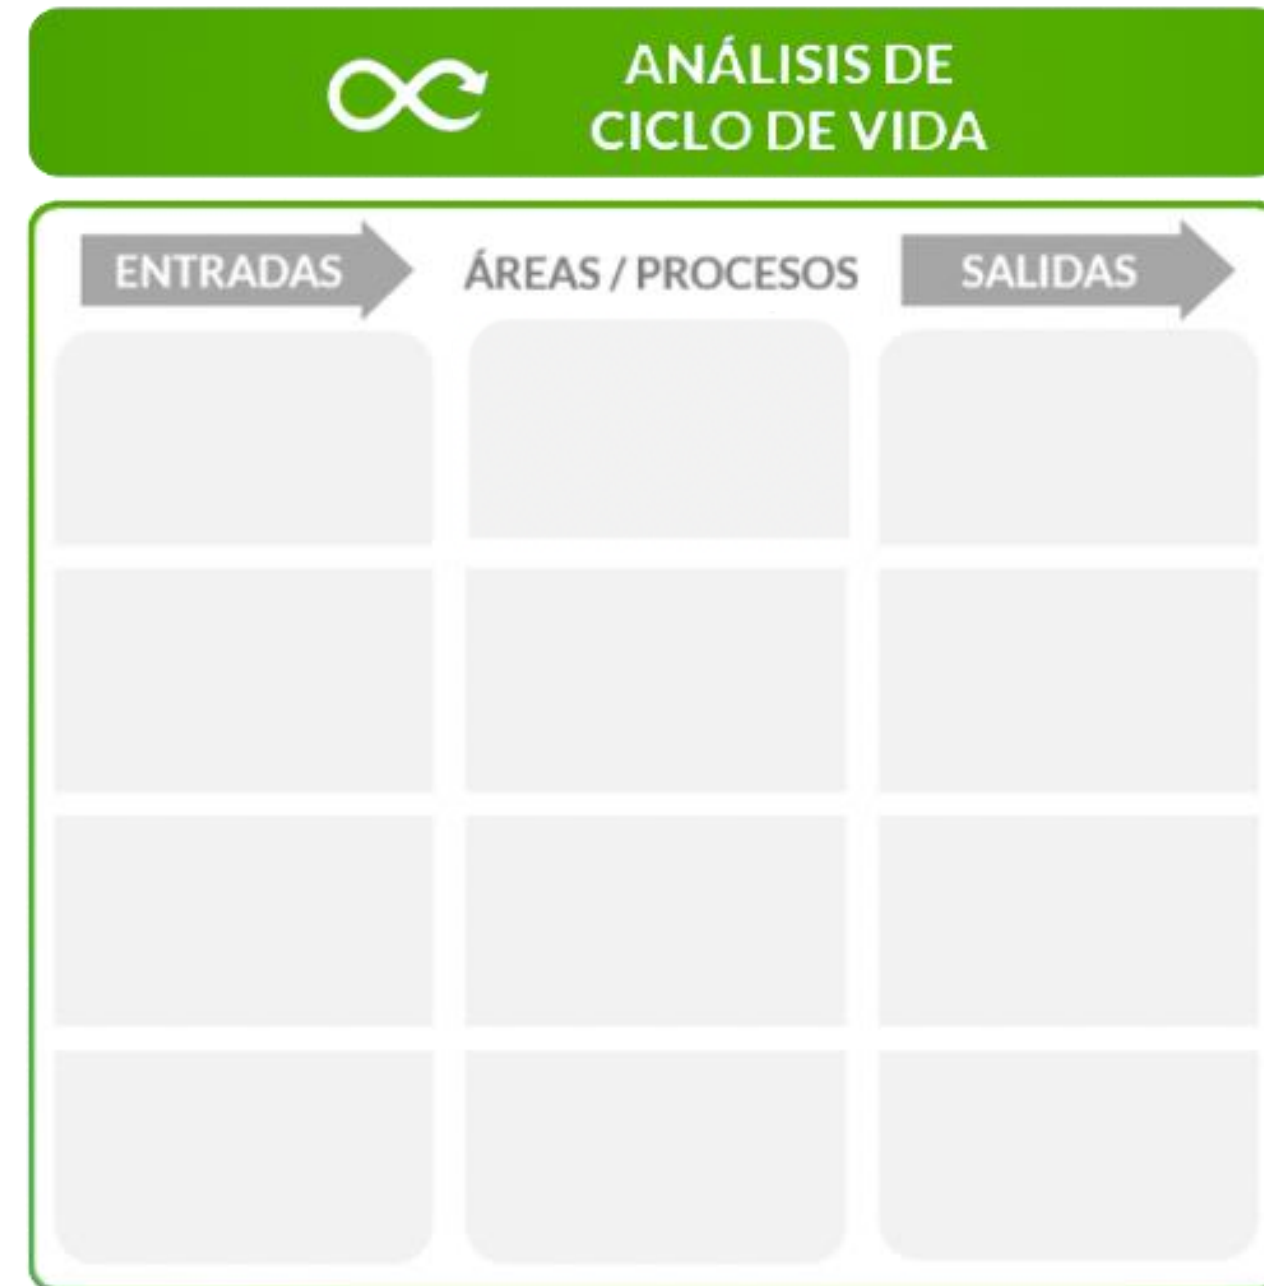 ANÁLISIS DE
CICLO DE VIDA
ENTRADAS
ÁREAS / PROCESOS
SALIDAS